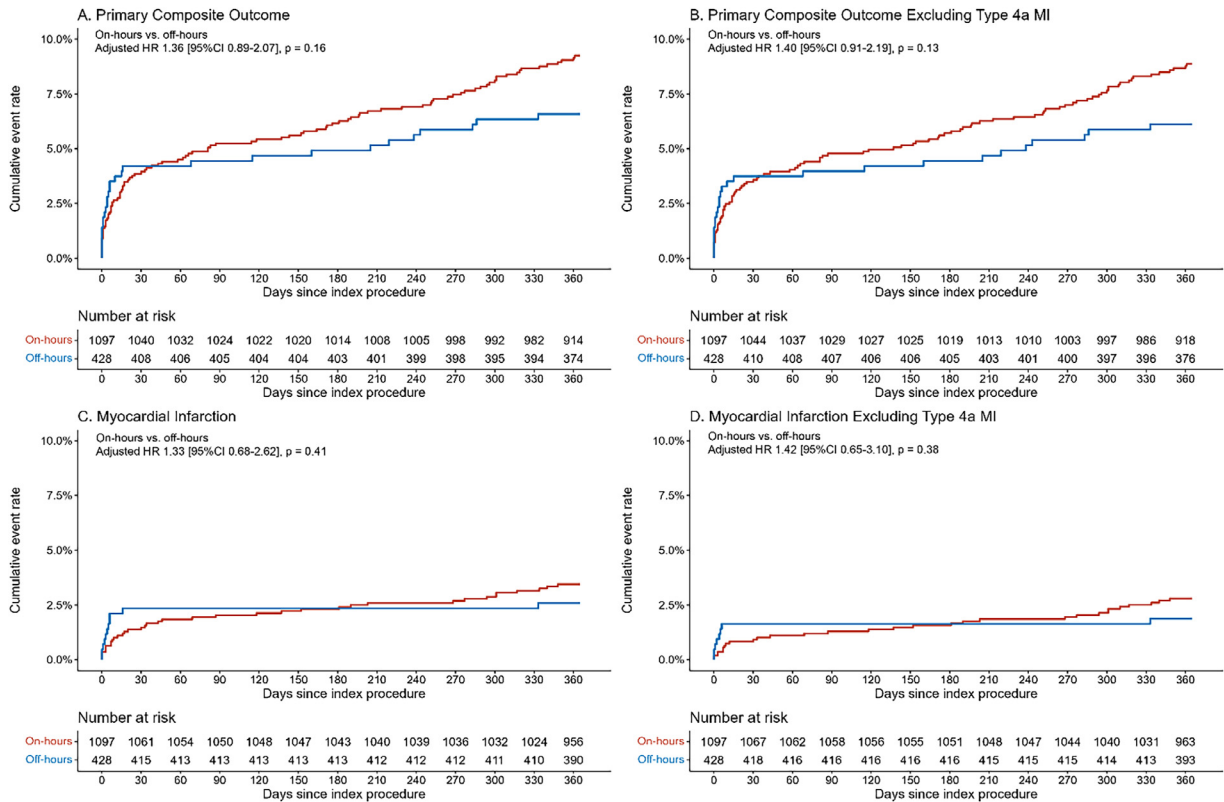 A. Primary Composite Outcome
On-hours vs. off-hours
Adjusted HR 1.36 [95%CI 0.89-2.07], p = 0.16
10.0%
7.5%
5.0%
2.5%
0.0%
Cumulative event rate
0 30 60 90 120 150 180 210 240 270 300 330 360
Days since index procedure
Number at risk
On-hours 1097 1040 1032 1024 1022 1020 1014 1008 1005 998 992 982 914
Off-hours 428 408 406 405 404 404 403 401 399 398 395 394 374
0 30 60 90 120 150 180 210 240 270 300 330 360
B. Primary Composite Outcome Excluding Type 4a MI
On-hours vs. off-hours
Adjusted HR 1.40 [95%CI 0.91-2.19], p = 0.13
10.0%
7.5%
5.0%
2.5%
0.0%
Cumulative event rate
0 30 60 90 120 150 180 210 240 270 300 330 360
Days since index procedure
Number at risk
On-hours 1097 1044 1037 1029 1027 1025 1019 1013 1010 1003 997 986 918
Off-hours 428 410 408 407 406 406 405 403 401 400 397 396 376
0 30 60 90 120 150 180 210 240 270 300 330 360
C. Myocardial Infarction
On-hours vs. off-hours
Adjusted HR 1.33 [95%CI 0.68-2.62], p = 0.41
10.0%
7.5%
5.0%
2.5%
0.0%
Cumulative event rate
0 30 60 90 120 150 180 210 240 270 300 330 360
Days since index procedure
Number at risk
On-hours 1097 1061 1054 1050 1048 1047 1043 1040 1039 1036 1032 1024 956
Off-hours 428 415 413 413 413 413 413 412 412 412 411 410 390
0 30 60 90 120 150 180 210 240 270 300 330 360
D. Myocardial Infarction Excluding Type 4a MI
On-hours vs. off-hours
Adjusted HR 1.42 [95%CI 0.65-3.10], p = 0.38
10.0%
7.5%
5.0%
2.5%
0.0%
Cumulative event rate
0 30 60 90 120 150 180 210 240 270 300 330 360
Days since index procedure
Number at risk
On-hours 1097 1067 1062 1058 1056 1055 1051 1048 1047 1044 1040 1031 963
Off-hours 428 418 416 416 416 416 416 415 415 415 414 413 393
0 30 60 90 120 150 180 210 240 270 300 330 360